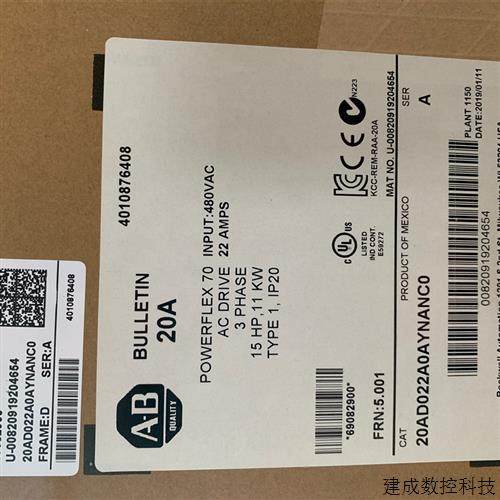 4010876408
BULLETIN
20A
POWERFLEX 70 INPUT:480VAC
AC DRIVE 22 AMPS
3 PHASE
15 HP,11 KW
TYPE 1, IP20
A-B
QUALITY
N223
KCC-REM-RAA-20A
UL
LISTED
IND CONT.
E59272
*69082900*
FRN:5.001
MAT NO. U-00820919204654
SER
A
PLANT 1150
DATE:2019/01/11
PRODUCT OF MEXICO
CAT
20AD022A0AYNANC0
00820919204654
4010876408
U-00820919204654
20AD022A0AYNANC0
FRAME:D SER:A
建成数控科技